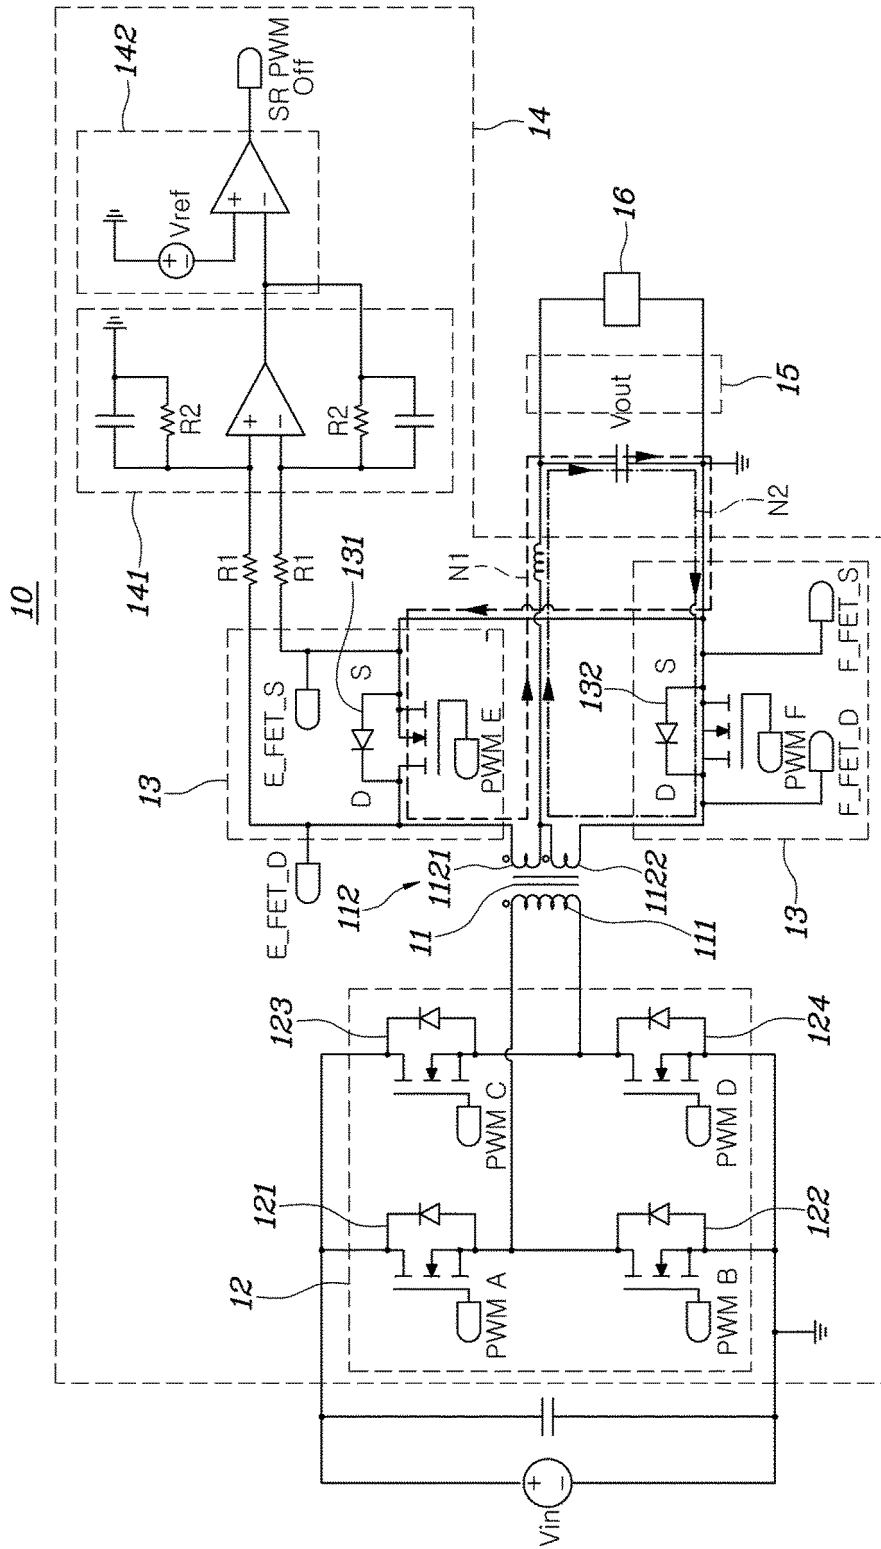 10
142
SR PWM
Off
Vref
+
−
+
−
14
141
R2
R2
+
−
R1
R1
16
15
Vout
N1
N2
131
E_FET_S
S
D
PWM E
13
E_FET_D
132
S
D
PWM F
F_FET_S
F_FET_D
13
112
1121
11
1122
111
123
PWM C
124
PWM D
121
PWM A
122
PWM B
12
+
−
Vin